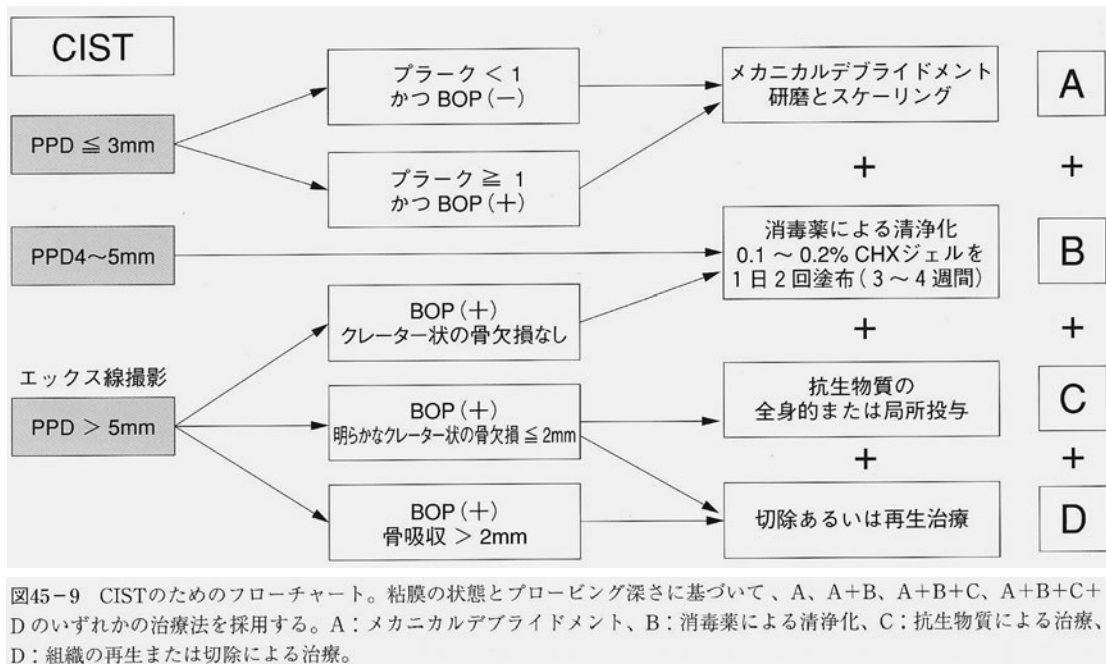 CIST
PPD ≦ 3mm
プラーク < 1
かつ BOP(−)
プラーク ≧ 1
かつ BOP(+)
メカニカルデブライドメント
研磨とスケーリング
A
+
+
PPD4～5mm
消毒薬による清浄化
0.1 ～ 0.2% CHXジェルを
1日2回塗布(3～4週間)
B
+
+
エックス線撮影
PPD > 5mm
BOP(+)
クレーター状の骨欠損なし
BOP(+)
明らかなクレーター状の骨欠損 ≦ 2mm
BOP(+)
骨吸収 > 2mm
抗生物質の
全身的または局所投与
C
+
+
切除あるいは再生治療
D
図45−9 CISTのためのフローチャート。粘膜の状態とプロービング深さに基づいて、A、A+B、A+B+C、A+B+C+
Dのいずれかの治療法を採用する。A：メカニカルデブライドメント、B：消毒薬による清浄化、C：抗生物質による治療、
D：組織の再生または切除による治療。